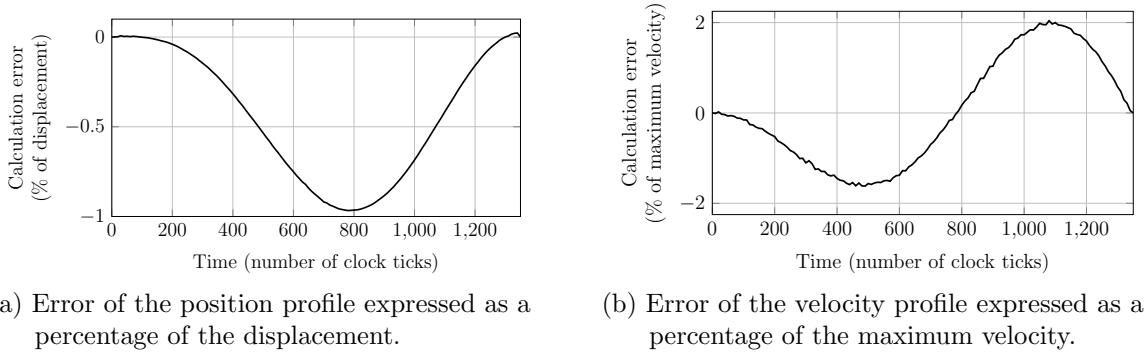 Calculation error
(% of displacement)
0
−0.5
−1
0 200 400 600 800 1,000 1,200
Time (number of clock ticks)
a) Error of the position profile expressed as a
percentage of the displacement.
Calculation error
(% of maximum velocity)
2
0
−2
0 200 400 600 800 1,000 1,200
Time (number of clock ticks)
(b) Error of the velocity profile expressed as a
percentage of the maximum velocity.